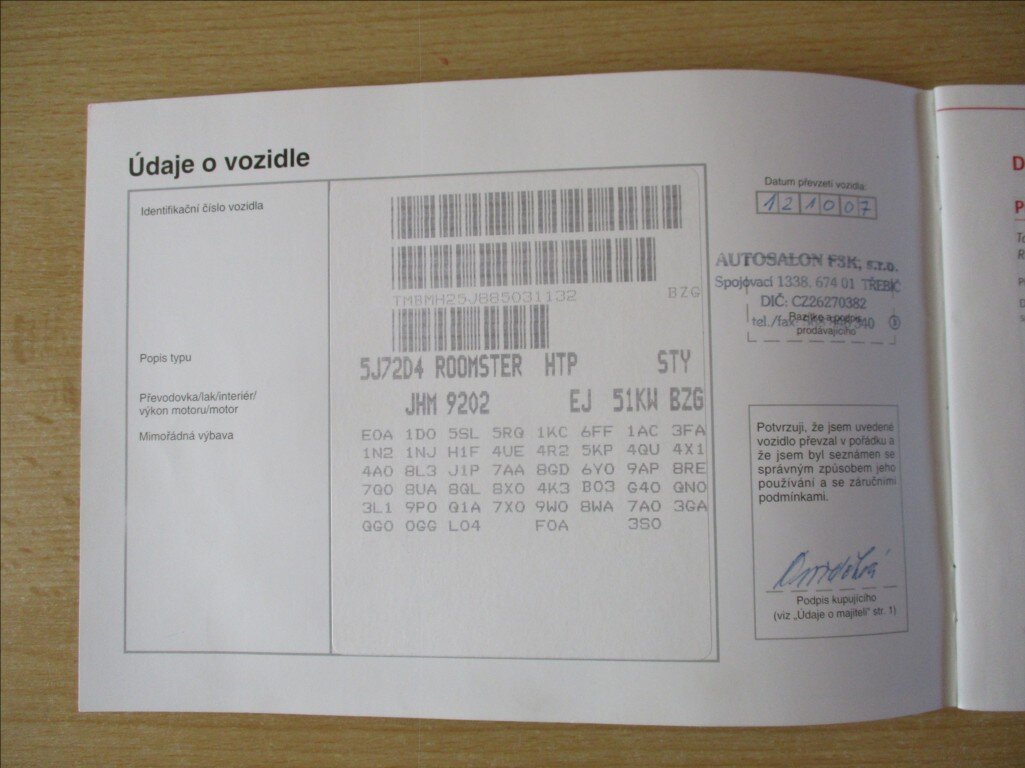 Údaje o vozidle
Identifikační číslo vozidla
TMBMH25J885031132 BZG
Popis typu
5J72D4 ROOMSTER HTP STY
Převodovka/lak/interiér/
výkon motoru/motor
JHM 9202 EJ 51KW BZG
Mimořádná výbava
E0A 1D0 5SL 5RQ 1KC 6FF 1AC 3FA
1N2 1NJ H1F 4UE 4R2 5KP 4QU 4X1
4A0 8L3 J1P 7AA 8GD 6Y0 9AP 8RE
7Q0 8UA 8QL 8X0 4K3 B03 G40 QN0
3L1 9P0 Q1A 7X0 9W0 8WA 7A0 3GA
QG0 0GG L04 F0A 3S0
Datum převzetí vozidla:
121007
AUTOSALON F3K, s.r.o.
Spojovací 1338, 674 01 TŘEBÍČ
DIČ: CZ26270382
tel./fax:
Razítko a podpis
prodávajícího
Potvrzuji, že jsem uvedené
vozidlo převzal v pořádku a
že jsem byl seznámen se
správným způsobem jeho
používání a se záručními
podmínkami.
Podpis kupujícího
(viz „Údaje o majiteli“ str. 1)
D
P